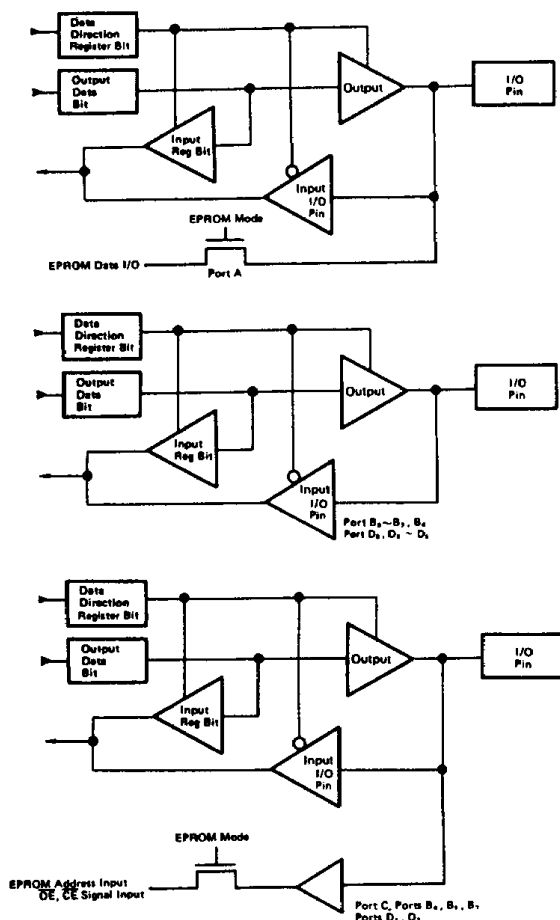 Data
Direction
Register Bit
Output
Data
Bit
Output
I/O
Pin
Input
Reg Bit
Input
I/O
Pin
EPROM Mode
EPROM Data I/O
Port A
Data
Direction
Register Bit
Output
Data
Bit
Output
I/O
Pin
Input
Reg Bit
Input
I/O
Pin
Port
Port
Data
Direction
Register Bit
Output
Data
Bit
Output
I/O
Pin
Input
Reg Bit
Input
I/O
Pin
EPROM Mode
EPROM Address Input
OE, CE Signal Input
Port C, Ports
Ports